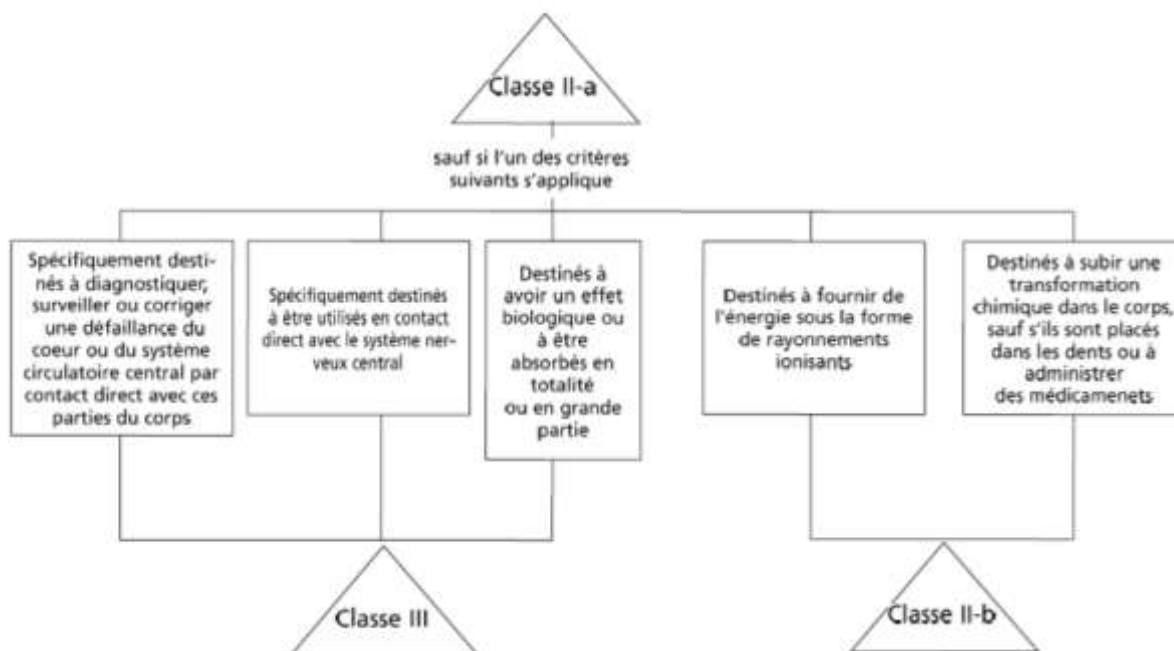 Classe II-a
sauf si l'un des critères
suivants s'applique
Spécifiquement desti-
nés à diagnostiquer,
surveiller ou corriger
une défaillance du
coeur ou du système
circulatoire central par
contact direct avec ces
parties du corps
Spécifiquement destinés
à être utilisés en contact
direct avec le système ner-
veux central
Destinés à
avoir un effet
biologique ou
à être
absorbés en
totalité
ou en grande
partie
Destinés à fournir de
l'énergie sous la forme
de rayonnements
ionisants
Destinés à subir une
transformation
chimique dans le corps,
sauf s'ils sont placés
dans les dents ou à
administrer
des médicamenets
Classe III
Classe II-b